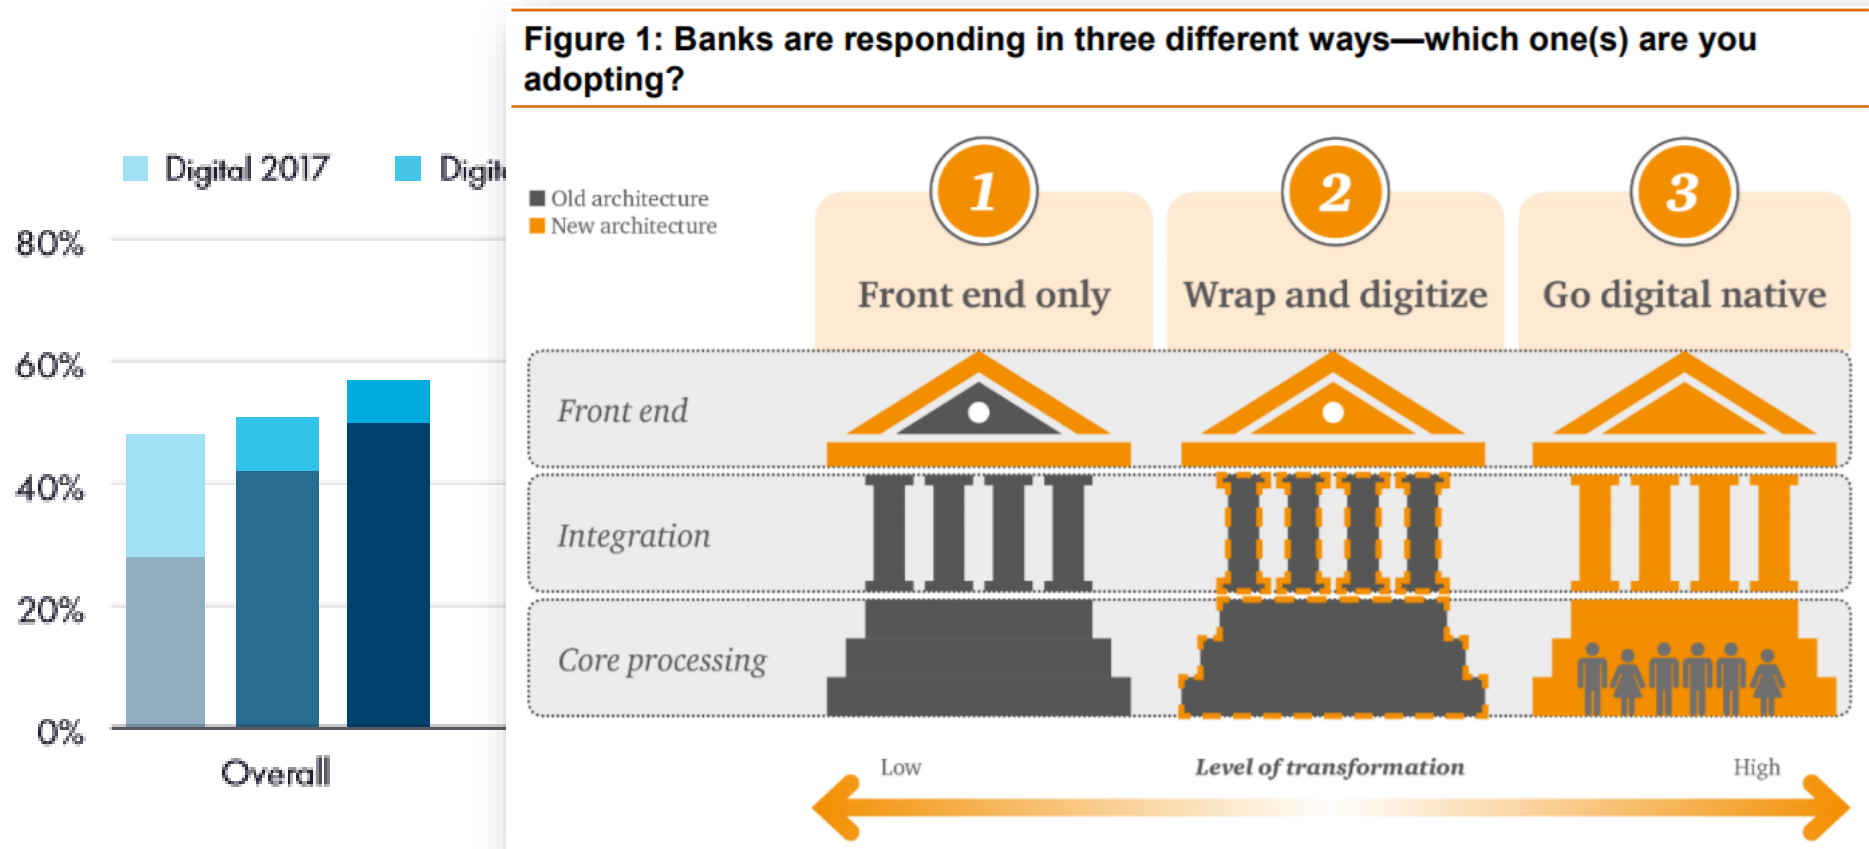 Figure 1: Banks are responding in three different ways—which one(s) are you
adopting?
Digital 2017
80%
60%
40%
20%
0%
Overall
Old architecture
New architecture
1
2
3
Front end only
Wrap and digitize
Go digital native
Front end
Integration
Core processing
Low
Level of transformation
High